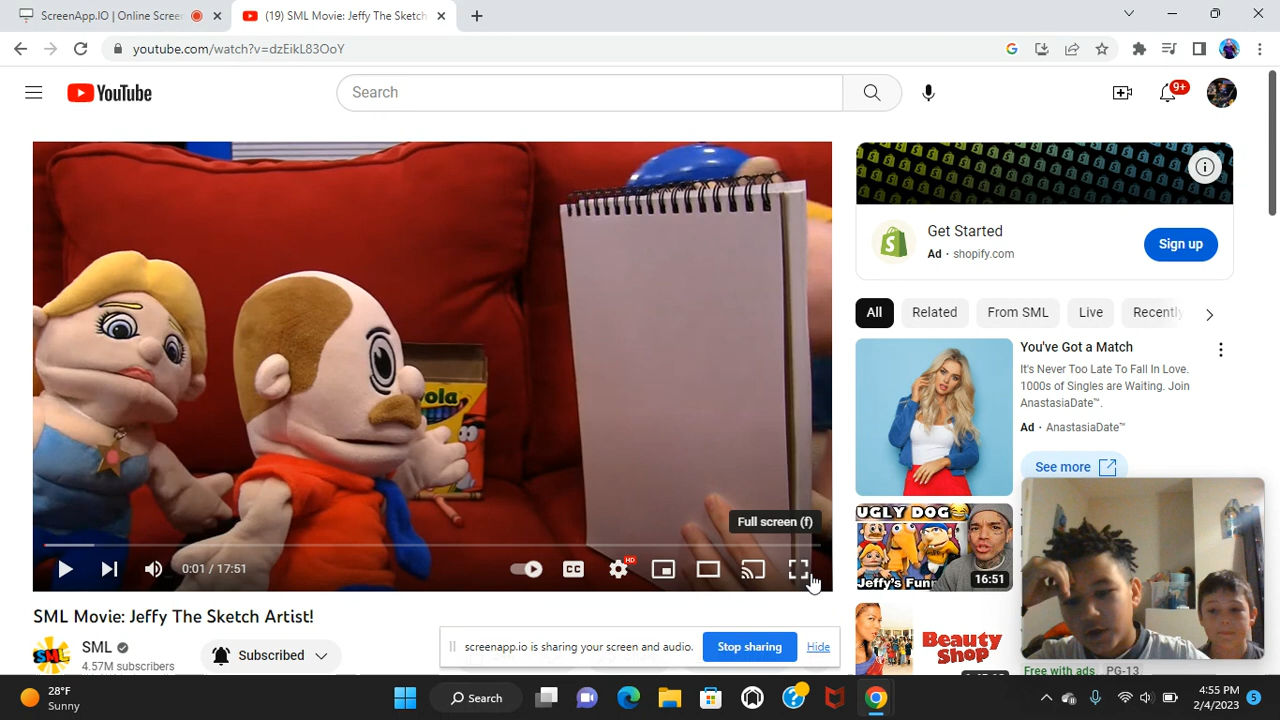 ScreenApp.IO | Online Scree
(19) SML Movie: Jeffy The Sketch
youtube.com/watch?v=dzEikL83OoY
YouTube
Search
9+
ola
Full screen (f)
HD
0:01 / 17:51
SML Movie: Jeffy The Sketch Artist!
SML
SML
4.57M subscribers
Subscribed
Get Started
Ad · shopify.com
Sign up
All
Related
From SML
Live
Recently
You've Got a Match
It's Never Too Late To Fall In Love.
1000s of Singles are Waiting. Join
AnastasiaDate™.
Ad · AnastasiaDate™
See more
UGLY DOG
Jeffy's Fun
16:51
Beauty
Shop
Free with ads PG-13
screenapp.io is sharing your screen and audio.
Stop sharing
Hide
28°F
Sunny
Search
4:55 PM
2/4/2023
5